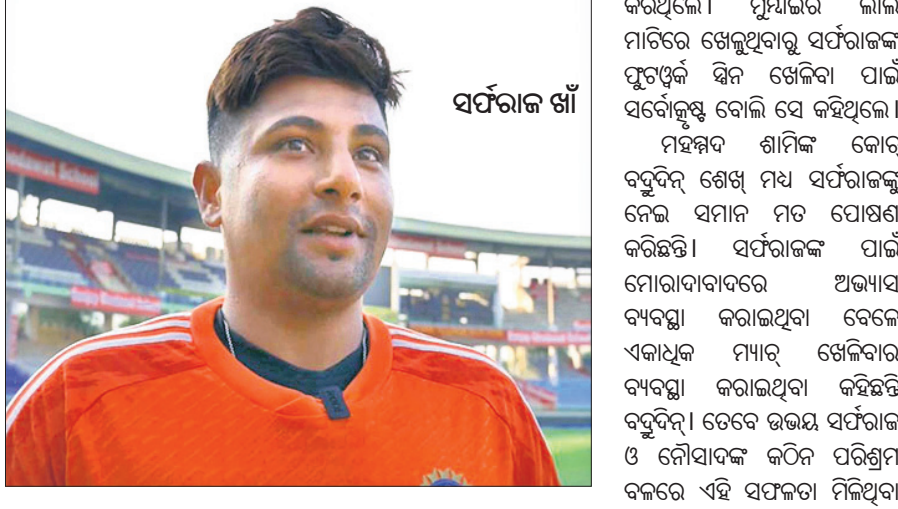 ସର୍ଫରାଜ ଖାଁ
କରିଥିଲେ। ମୁମ୍ବାଇର ଲାଲ
ମାଟିରେ ଖେଳୁଥିବାରୁ ସର୍ଫରାଜଙ୍କ
ଫୁଟୱର୍କ ସ୍ପିନ ଖେଳିବା ପାଇଁ
ସର୍ବୋତ୍କୃଷ୍ଟ ବୋଲି ସେ କହିଥିଲେ।
ମହମ୍ମଦ ଶାମିଙ୍କ କୋଚ୍
ବଦ୍ରୁଦିନ୍ ଶେଖ୍ ମଧ୍ୟ ସର୍ଫରାଜଙ୍କୁ
ନେଇ ସମାନ ମତ ପୋଷଣ
କରିଛନ୍ତି। ସର୍ଫରାଜଙ୍କ ପାଇଁ
ମୋରାଦାବାଦରେ ଅଭ୍ୟାସ
ବ୍ୟବସ୍ଥା କରାଇଥିବା ବେଳେ
ଏକାଧିକ ମ୍ୟାଚ୍ ଖେଳିବାର
ବ୍ୟବସ୍ଥା କରାଇଥିବା କହିଛନ୍ତି
ବଦ୍ରୁଦିନ୍। ତେବେ ଉଭୟ ସର୍ଫରାଜ
ଓ ନୌସାଦଙ୍କ କଠିନ ପରିଶ୍ରମ
ବଳରେ ଏହି ସଫଳତା ମିଳିଥିବା